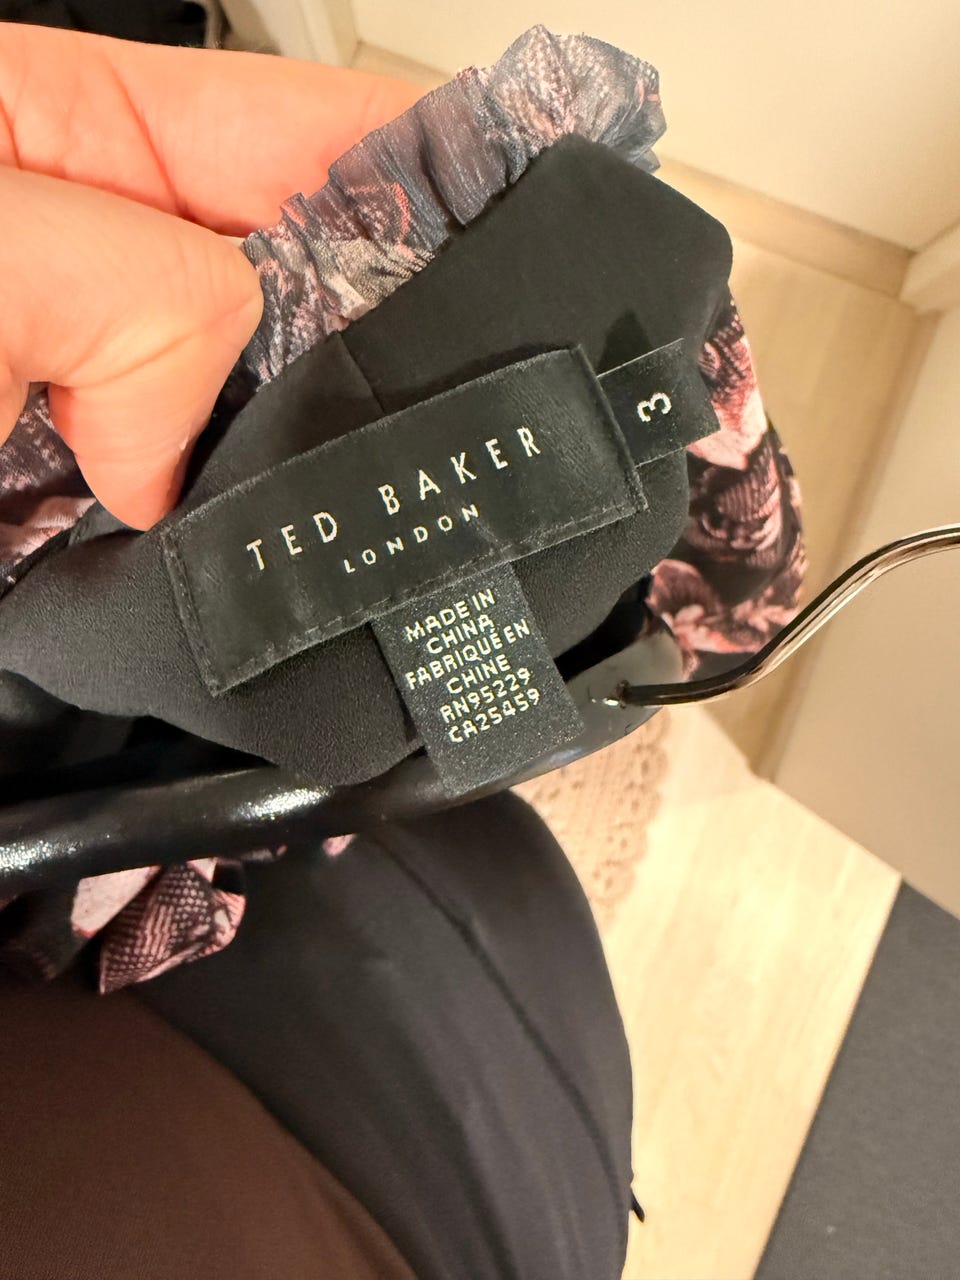 TED BAKER
LONDON
3
MADE IN
CHINA
FABRIQUÉ EN
CHINE
RN95229
CA25459